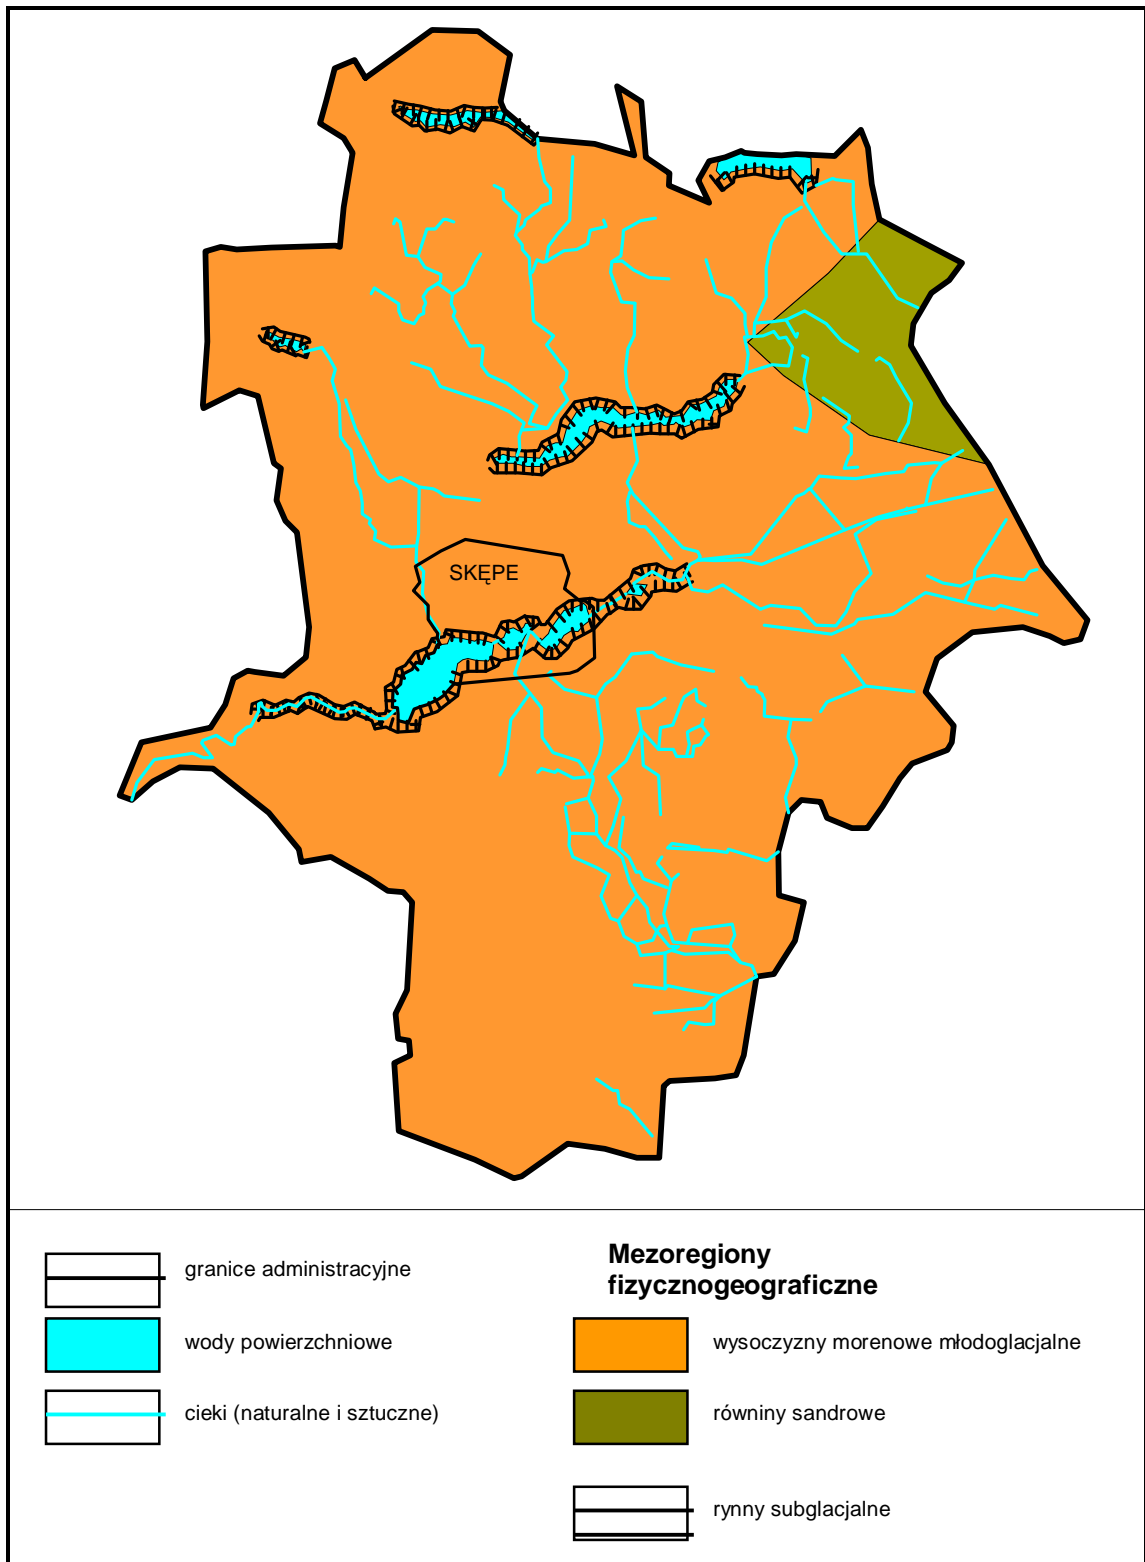 SKĘPE
granice administracyjne
wody powierzchniowe
cieki (naturalne i sztuczne)
Mezoregiony
fizycznogeograficzne
wysoczyzny morenowe młodoglacjalne
równiny sandrowe
rynny subglacjalne